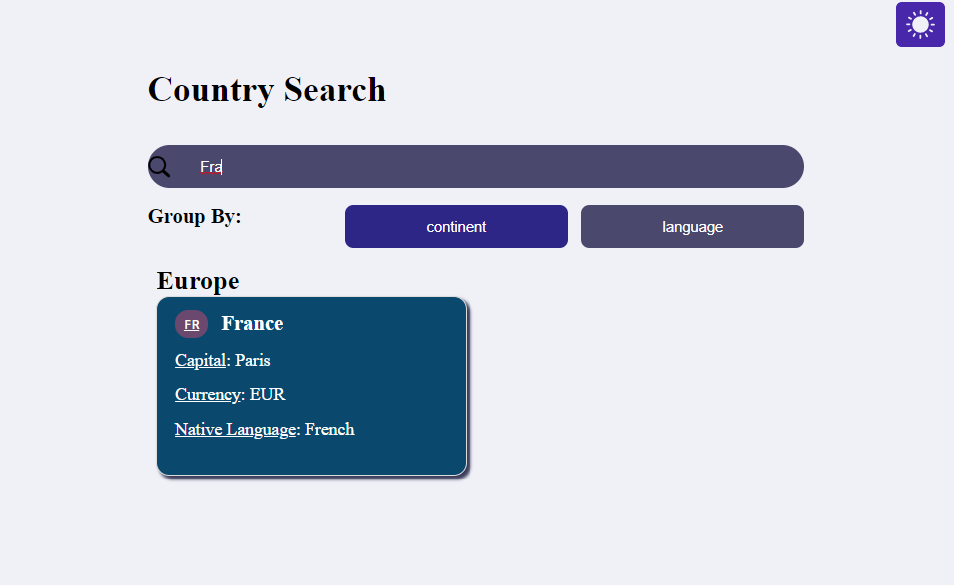 Country Search
Fra
Group By:
continent
language
Europe
FR France
Capital: Paris
Currency: EUR
Native Language: French